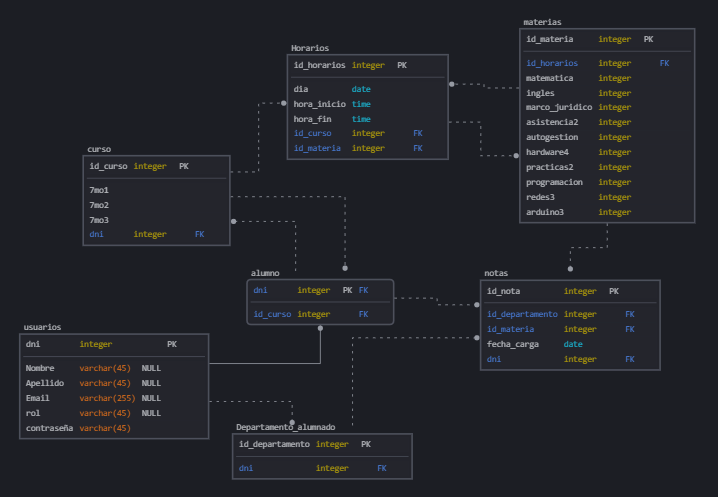 materias
id_materia integer PK
id_horarios integer FK
matematica integer
ingles integer
marco_juridico integer
asistencia2 integer
autogestion integer
hardware4 integer
practicas2 integer
programacion integer
redes3 integer
arduino3 integer
Horarios
id_horarios integer PK
dia date
hora_inicio time
hora_fin time
id_curso integer FK
id_materia integer FK
curso
id_curso integer PK
7mo1
7mo2
7mo3
dni integer FK
alumno
dni integer PK FK
id_curso integer FK
notas
id_nota integer PK
id_departamento integer FK
id_materia integer FK
fecha_carga date
dni integer FK
usuarios
dni integer PK
Nombre varchar(45) NULL
Apellido varchar(45) NULL
Email varchar(255) NULL
rol varchar(45) NULL
contraseña varchar(45)
Departamento_alumnado
id_departamento integer PK
dni integer FK